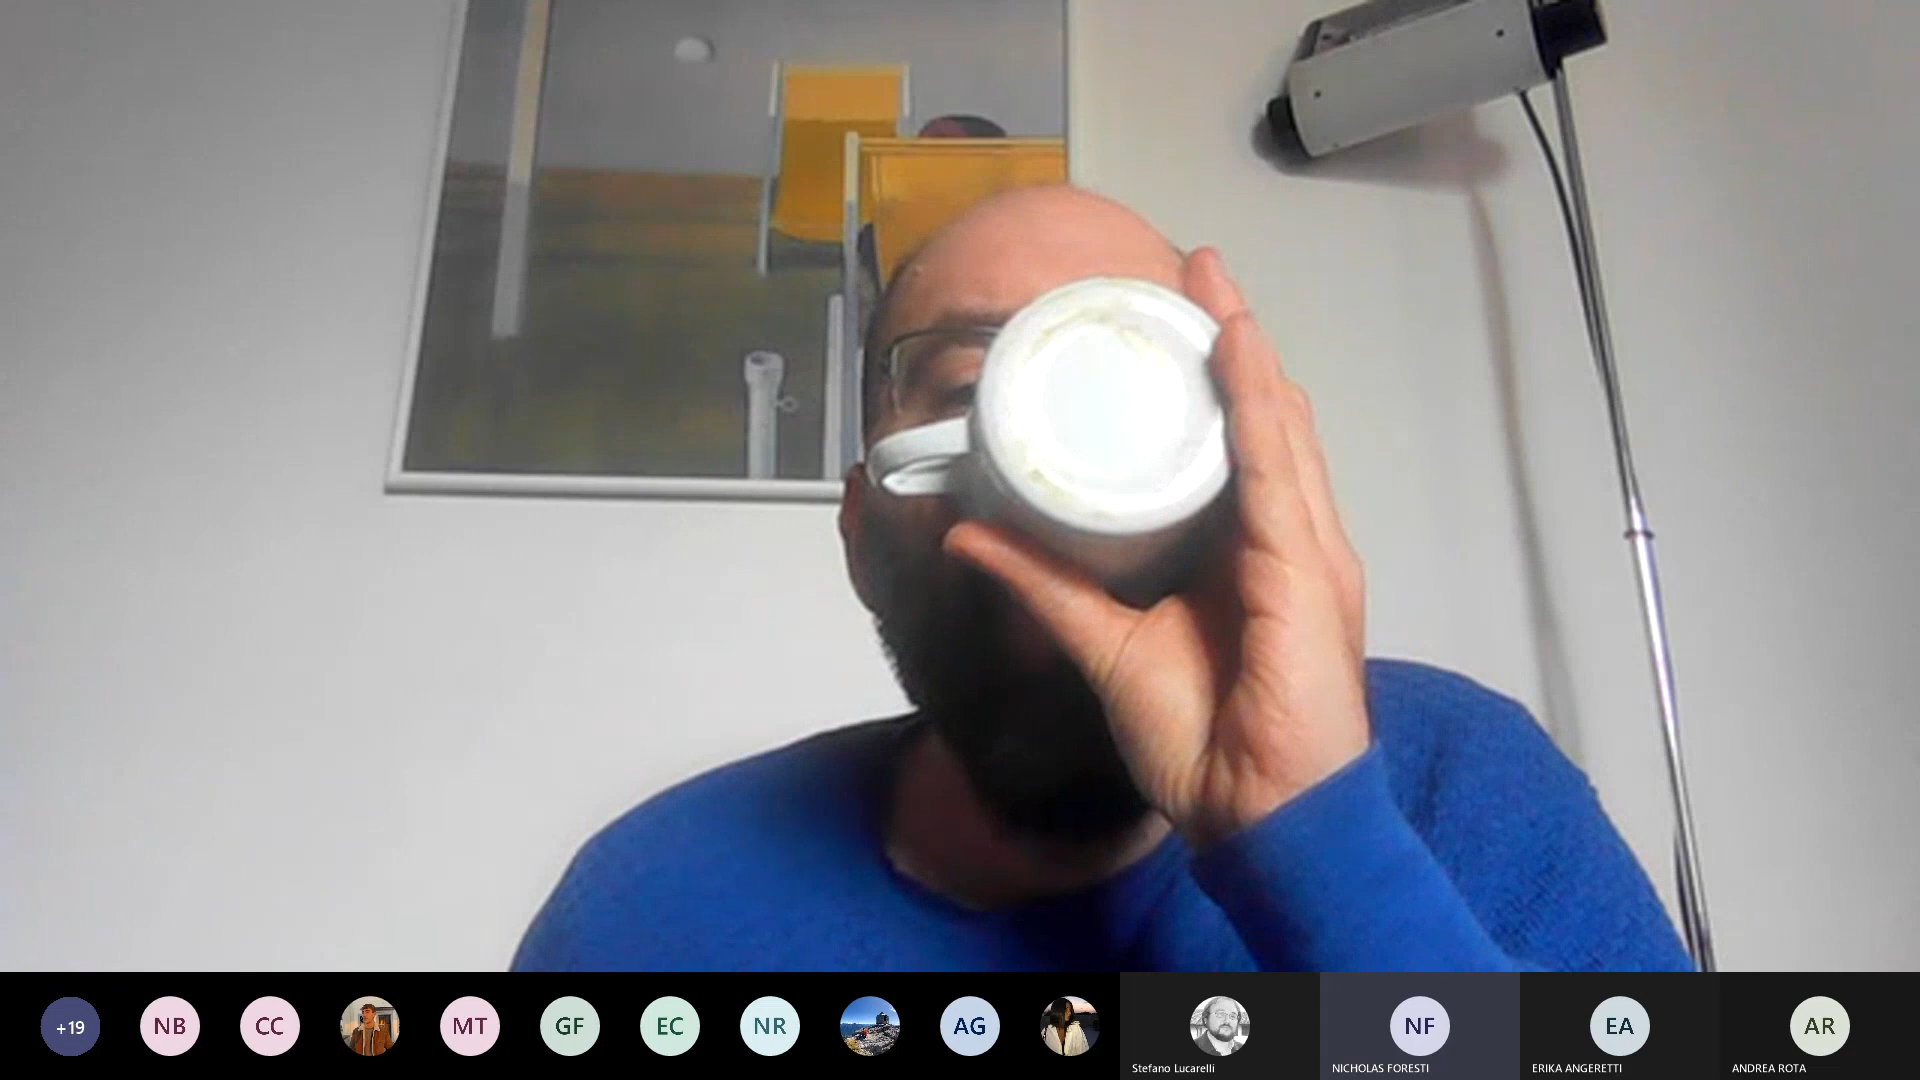 +19 NB CC MT GF EC NR AG NF EA AR
Stefano Lucarelli NICHOLAS FORESTI ERIKA ANGERETTI ANDREA ROTA